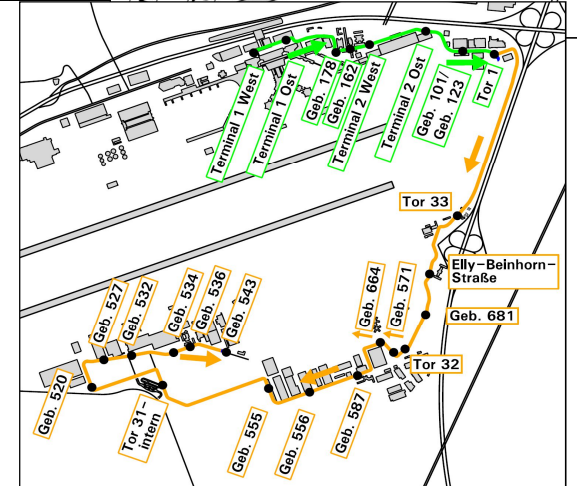 Terminal 1 West
Terminal 1 Ost
Geb. 178
Geb. 162
Terminal 2 West
Terminal 2 Ost
Geb. 101/
Geb. 123
Tor 1
Tor 33
Elly-Beinhorn-
Straße
Geb. 681
Tor 32
Geb. 571
Geb. 664
Geb. 587
Geb. 556
Geb. 555
Tor 31-
intern
Geb. 520
Geb. 527
Geb. 532
Geb. 534
Geb. 536
Geb. 543